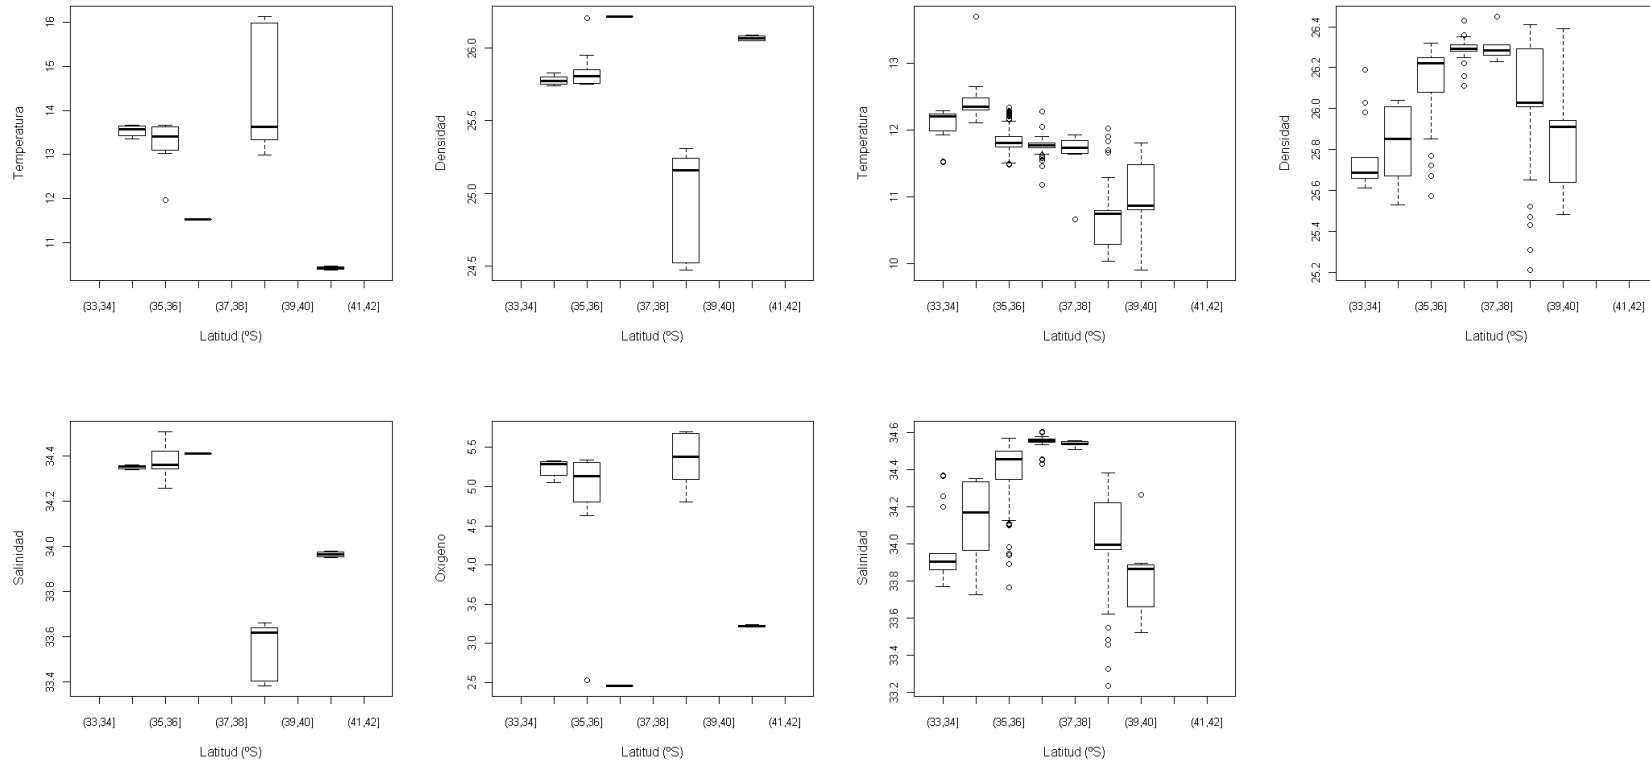 Temperatura
16
15
14
13
12
11
(33,34] (35,36] (37,38] (39,40] (41,42]
Latitud (ºS)
Densidad
26.0
25.5
25.0
24.5
(33,34] (35,36] (37,38] (39,40] (41,42]
Latitud (ºS)
Temperatura
13
12
11
10
(33,34] (35,36] (37,38] (39,40] (41,42]
Latitud (ºS)
Densidad
26.4
26.2
26.0
25.8
25.6
25.4
25.2
(33,34] (35,36] (37,38] (39,40] (41,42]
Latitud (ºS)
Salinidad
34.4
34.2
34.0
33.8
33.6
33.4
(33,34] (35,36] (37,38] (39,40] (41,42]
Latitud (ºS)
Oxigeno
5.5
5.0
4.5
4.0
3.5
3.0
2.5
(33,34] (35,36] (37,38] (39,40] (41,42]
Latitud (ºS)
Salinidad
34.6
34.4
34.2
34.0
33.8
33.6
33.4
33.2
(33,34] (35,36] (37,38] (39,40] (41,42]
Latitud (ºS)